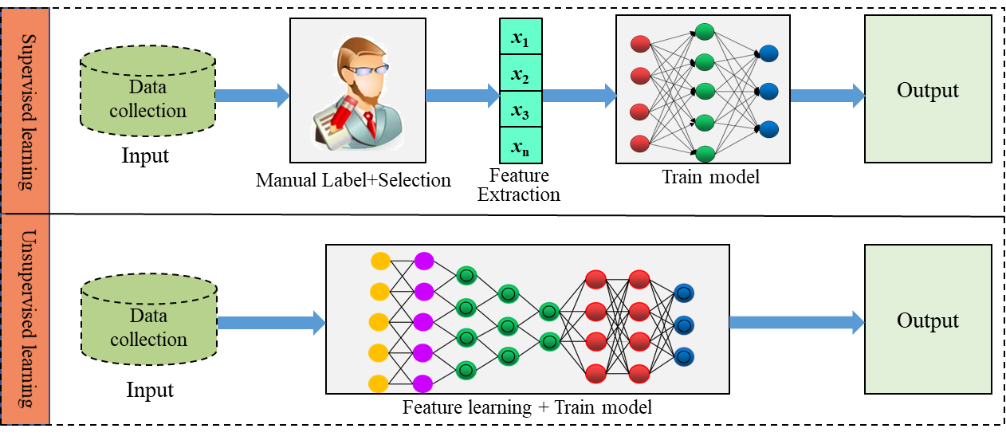 Supervised learning
Data
collection
Input
Manual Label+Selection
x1
x2
x3
xn
Feature
Extraction
Train model
Output
Unsupervised learning
Data
collection
Input
Feature learning + Train model
Output